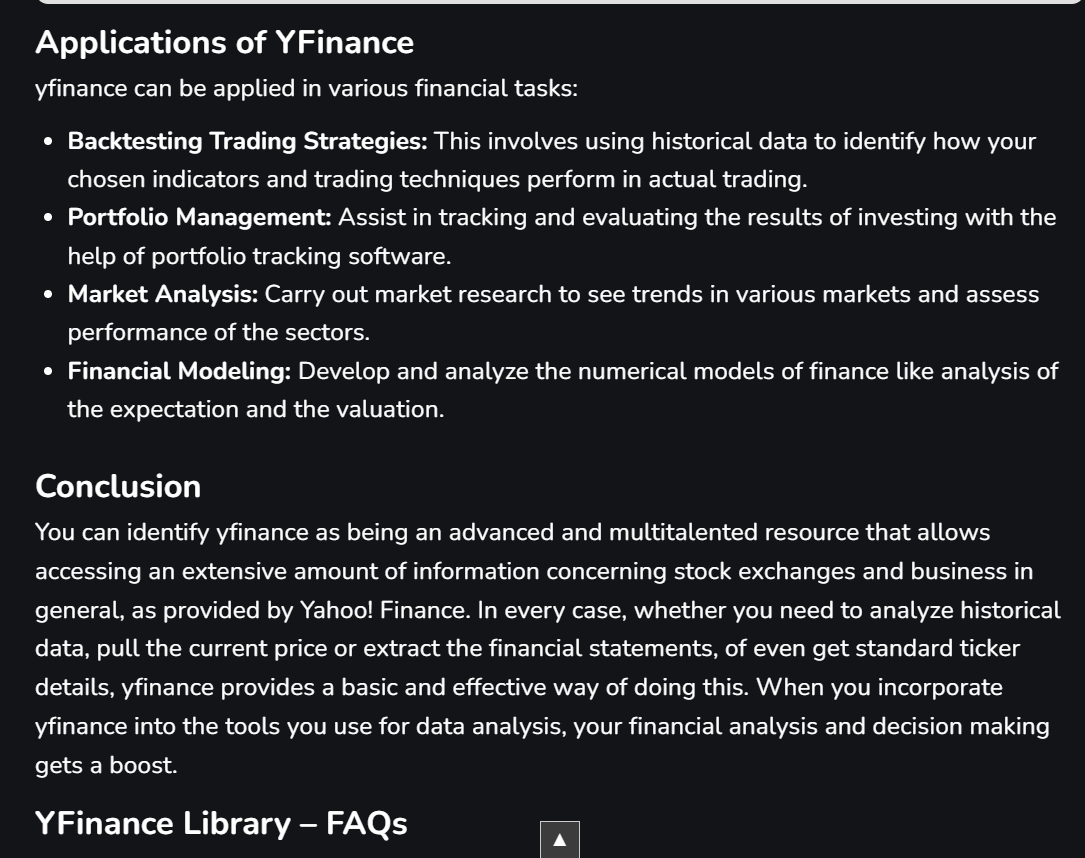 Applications of YFinance
yfinance can be applied in various financial tasks:
• Backtesting Trading Strategies: This involves using historical data to identify how your
chosen indicators and trading techniques perform in actual trading.
• Portfolio Management: Assist in tracking and evaluating the results of investing with the
help of portfolio tracking software.
• Market Analysis: Carry out market research to see trends in various markets and assess
performance of the sectors.
• Financial Modeling: Develop and analyze the numerical models of finance like analysis of
the expectation and the valuation.
Conclusion
You can identify yfinance as being an advanced and multitalented resource that allows
accessing an extensive amount of information concerning stock exchanges and business in
general, as provided by Yahoo! Finance. In every case, whether you need to analyze historical
data, pull the current price or extract the financial statements, of even get standard ticker
details, yfinance provides a basic and effective way of doing this. When you incorporate
yfinance into the tools you use for data analysis, your financial analysis and decision making
gets a boost.
YFinance Library – FAQs